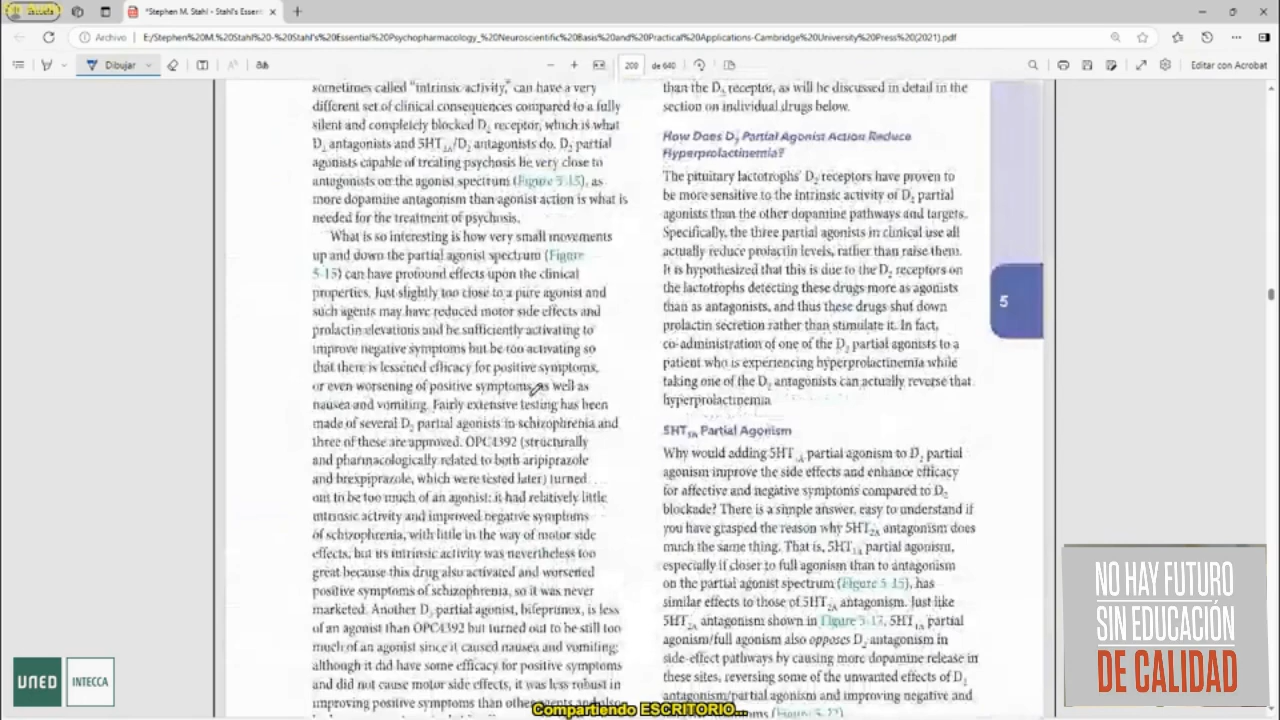 Escuela
*Stephen M. Stahl - Stahl's Essen
Archivo
E:/Stephen%20M.%20Stahl%20-%20Stahl's%20Essential%20Psychopharmacology_%20Neuroscientific%20Basis%20and%20Practical%20Applications-Cambridge%20University%20Press%20(2021).pdf
Dibujar
200
de 640
Editar con Acrobat
sometimes called "intrinsic activity," can have a very
different set of clinical consequences compared to a fully
silent and completely blocked D2 receptor, which is what
D2 antagonists and 5HT2A/D2 antagonists do. D2 partial
agonists capable of treating psychosis lie very close to
antagonists on the agonist spectrum (Figure 5-15), as
more dopamine antagonism than agonist action is what is
needed for the treatment of psychosis.
What is so interesting is how very small movements
up and down the partial agonist spectrum (Figure
5-15) can have profound effects upon the clinical
properties. Just slightly too close to a pure agonist and
such agents may have reduced motor side effects and
prolactin elevations and be sufficiently activating to
improve negative symptoms but be too activating so
that there is lessened efficacy for positive symptoms,
or even worsening of positive symptoms, as well as
nausea and vomiting. Fairly extensive testing has been
made of several D2 partial agonists in schizophrenia and
three of these are approved. OPC4392 (structurally
and pharmacologically related to both aripiprazole
and brexpiprazole, which were tested later) turned
out to be too much of an agonist: it had relatively little
intrinsic activity and improved negative symptoms
of schizophrenia, with little in the way of motor side
effects, but its intrinsic activity was nevertheless too
great because this drug also activated and worsened
positive symptoms of schizophrenia, so it was never
marketed. Another D2 partial agonist, bifeprunox, is less
of an agonist than OPC4392 but turned out to be still too
much of an agonist since it caused nausea and vomiting;
although it did have some efficacy for positive symptoms
and did not cause motor side effects, it was less robust in
improving positive symptoms than other agents and also
than the D2 receptor, as will be discussed in detail in the
section on individual drugs below.
How Does D2 Partial Agonist Action Reduce
Hyperprolactinemia?
The pituitary lactotrophs' D2 receptors have proven to
be more sensitive to the intrinsic activity of D2 partial
agonists than the other dopamine pathways and targets.
Specifically, the three partial agonists in clinical use all
actually reduce prolactin levels, rather than raise them.
It is hypothesized that this is due to the D2 receptors on
the lactotrophs detecting these drugs more as agonists
than as antagonists, and thus these drugs shut down
prolactin secretion rather than stimulate it. In fact,
co-administration of one of the D2 partial agonists to a
patient who is experiencing hyperprolactinemia while
taking one of the D2 antagonists can actually reverse that
hyperprolactinemia
5HT1A Partial Agonism
Why would adding 5HT1A partial agonism to D2 partial
agonism improve the side effects and enhance efficacy
for affective and negative symptoms compared to D2
blockade? There is a simple answer, easy to understand if
you have grasped the reason why 5HT2A antagonism does
much the same thing. That is, 5HT1A partial agonism,
especially if closer to full agonism than to antagonism
on the partial agonist spectrum (Figure 5-15), has
similar effects to those of 5HT2A antagonism. Just like
5HT2A antagonism shown in Figure 5-17, 5HT1A partial
agonism/full agonism also opposes D2 antagonism in
side-effect pathways by causing more dopamine release in
these sites, reversing some of the unwanted effects of D2
antagonism/partial agonism and improving negative and
5
NO HAY FUTURO
SIN EDUCACIÓN
DE CALIDAD
UNED
INTECCA
Compartiendo ESCRITORIO...